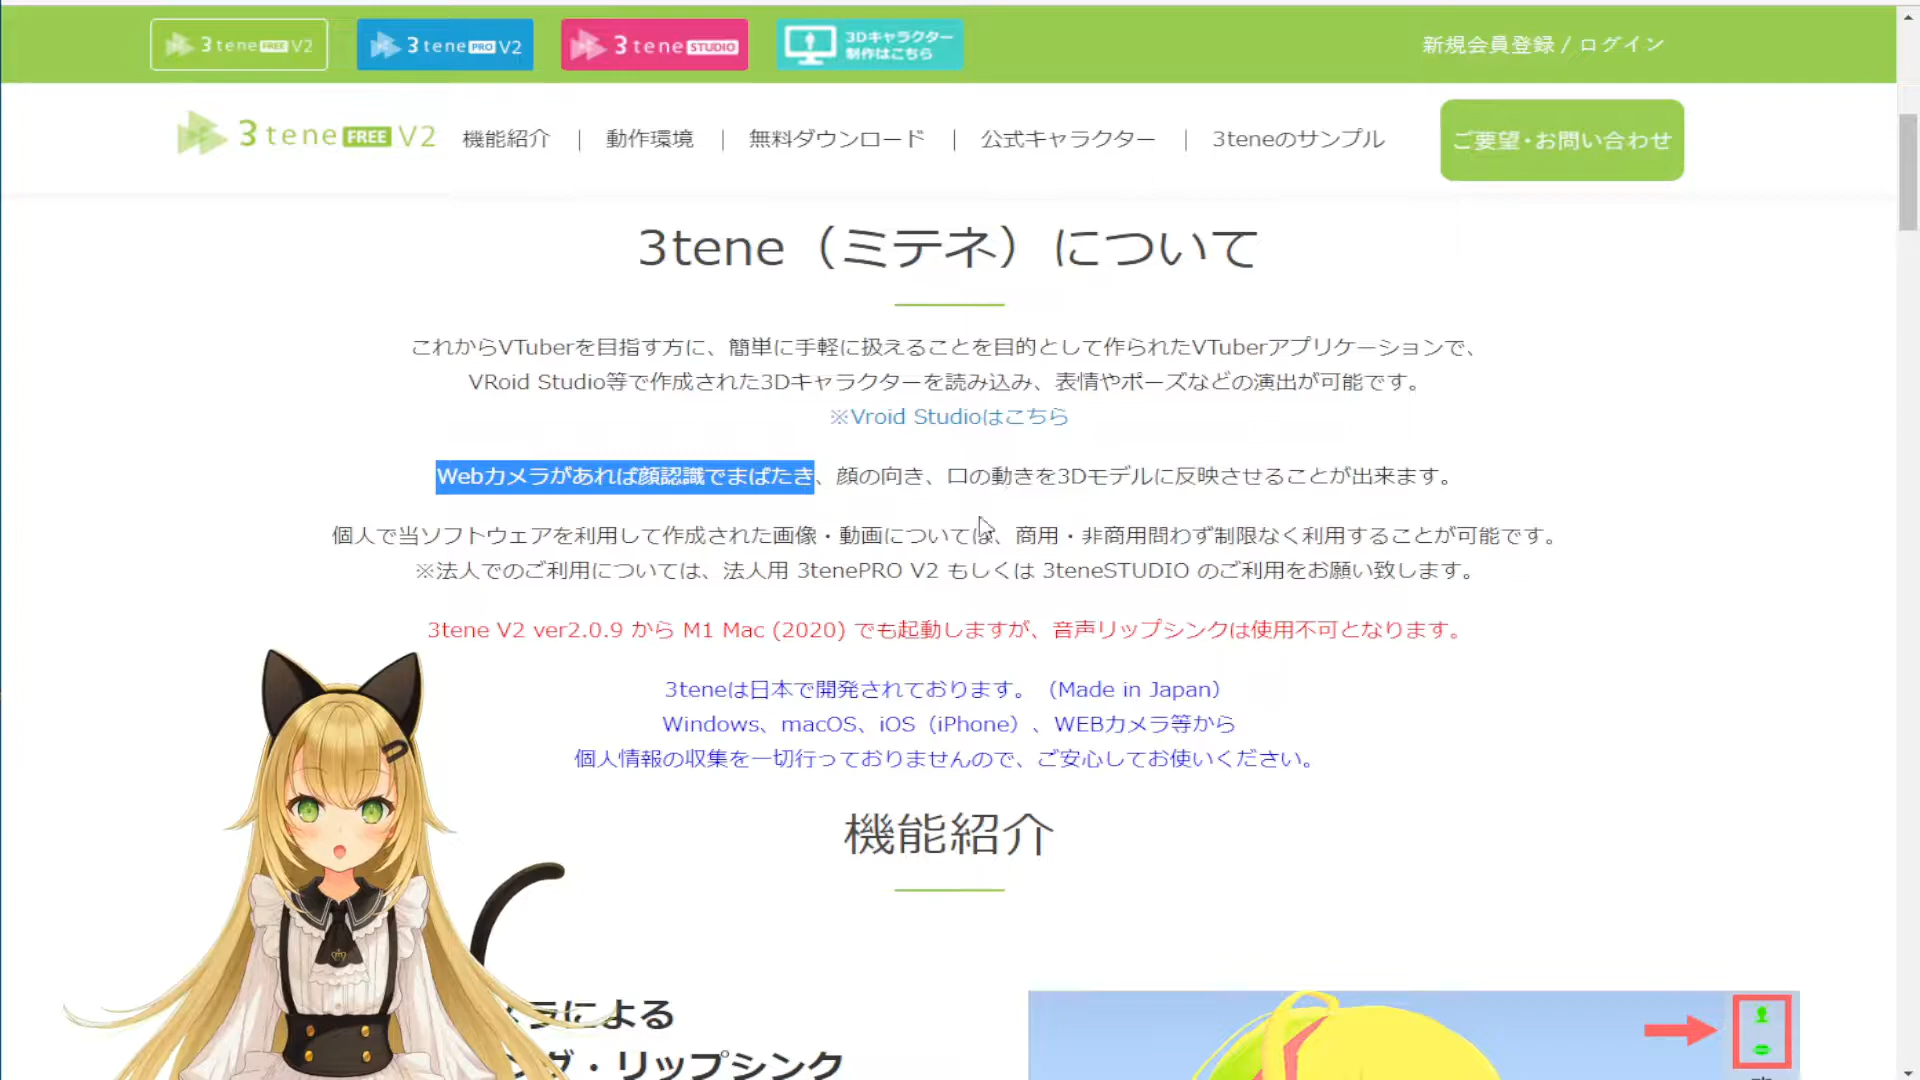 3tene FREE V2
3tene PRO V2
3tene STUDIO
3Dキャラクター
制作はこちら
新規会員登録 / ログイン
3tene FREE V2
機能紹介 | 動作環境 | 無料ダウンロード | 公式キャラクター | 3teneのサンプル
ご要望・お問い合わせ
3tene（ミテネ）について
これからVTuberを目指す方に、簡単に手軽に扱えることを目的として作られたVTuberアプリケーションで、
VRoid Studio等で作成された3Dキャラクターを読み込み、表情やポーズなどの演出が可能です。
※Vroid Studioはこちら
Webカメラがあれば顔認識でまばたき、顔の向き、口の動きを3Dモデルに反映させることが出来ます。
個人で当ソフトウェアを利用して作成された画像・動画については、商用・非商用問わず制限なく利用することが可能です。
※法人でのご利用については、法人用 3tenePRO V2 もしくは 3teneSTUDIO のご利用をお願い致します。
3tene V2 ver2.0.9 から M1 Mac (2020) でも起動しますが、音声リップシンクは使用不可となります。
3teneは日本で開発されております。（Made in Japan）
Windows、macOS、iOS（iPhone）、WEBカメラ等から
個人情報の収集を一切行っておりませんので、ご安心してお使いください。
機能紹介
ラによる
ング・リップシンク